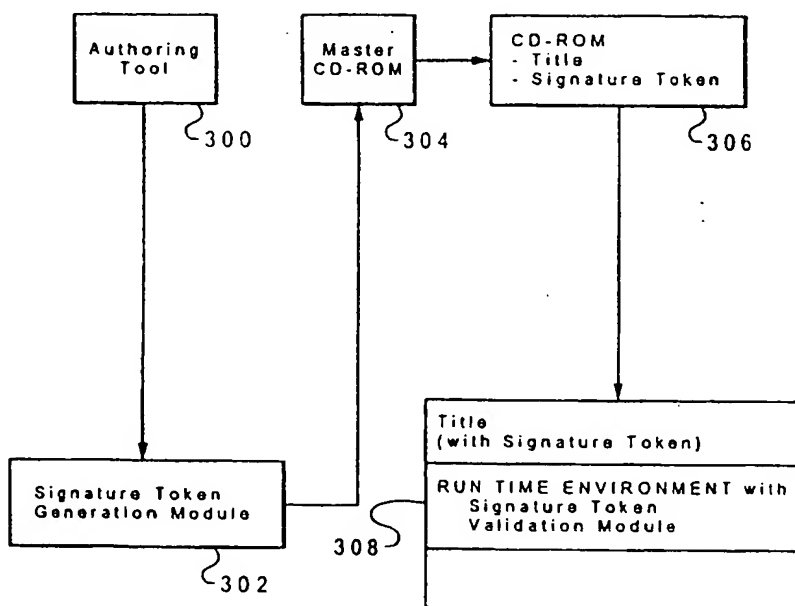 Authoring
Tool
300
Master
CD-ROM
304
CD-ROM
- Title
- Signature Token
306
Signature Token
Generation Module
302
Title
(with Signature Token)
RUN TIME ENVIRONMENT with
Signature Token
Validation Module
308